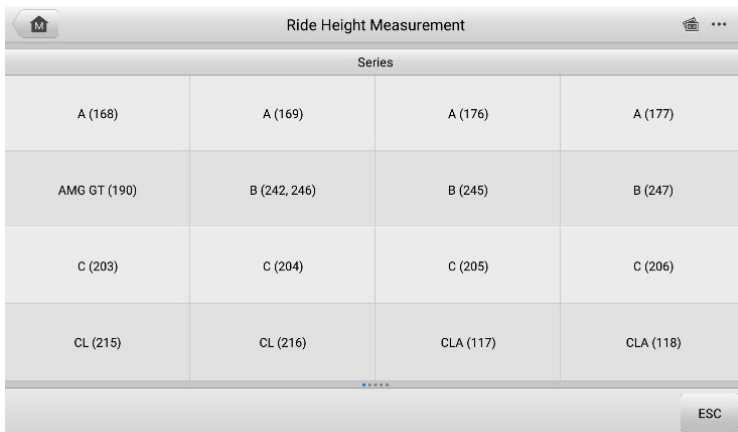 M
Ride Height Measurement
Series
A (168) A (169) A (176) A (177)
AMG GT (190) B (242, 246) B (245) B (247)
C (203) C (204) C (205) C (206)
CL (215) CL (216) CLA (117) CLA (118)
ESC